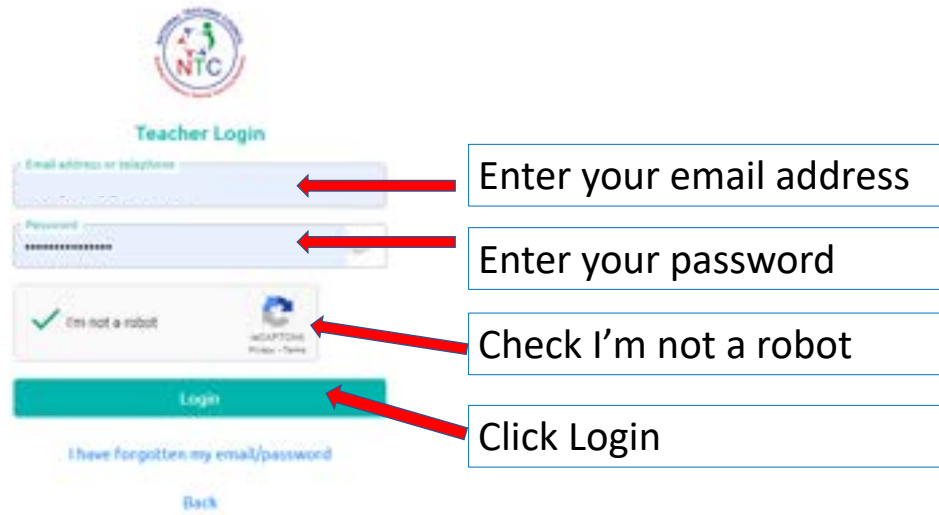 NTC
Teacher Login
Email address or telephone
Enter your email address
Password
Enter your password
I'm not a robot
reCAPTCHA
Privacy - Terms
Check I’m not a robot
Login
Click Login
I have forgotten my email/password
Back